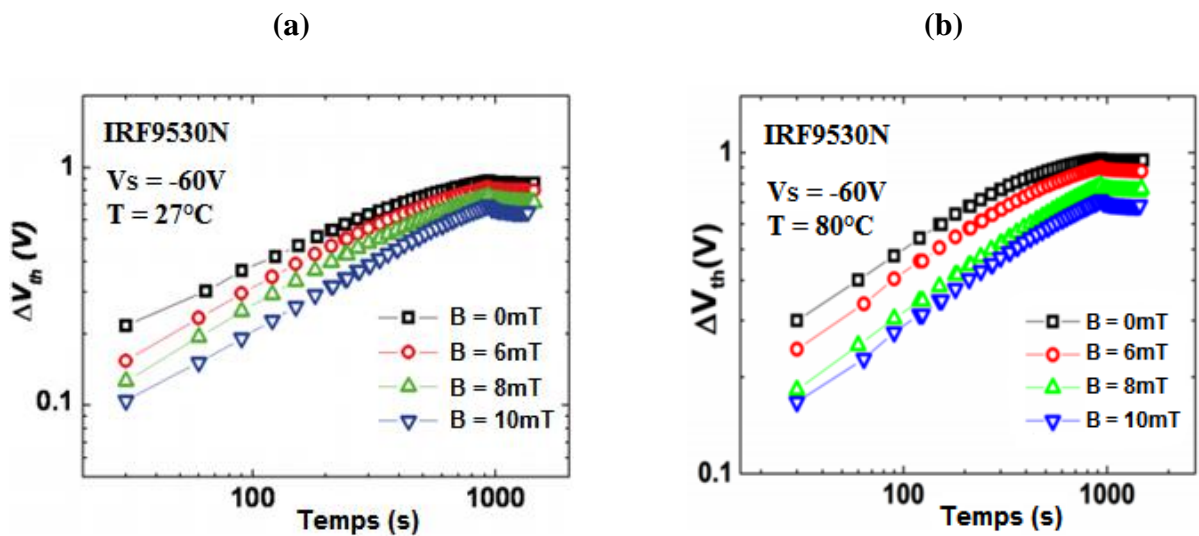 (a)
(b)
IRF9530N
Vs = -60V
T = 27°C
1
0.1
ΔVth (V)
B = 0mT
B = 6mT
B = 8mT
B = 10mT
100
1000
Temps (s)
IRF9530N
Vs = -60V
T = 80°C
1
0.1
ΔVth(V)
B = 0mT
B = 6mT
B = 8mT
B = 10mT
100
1000
Temps (s)